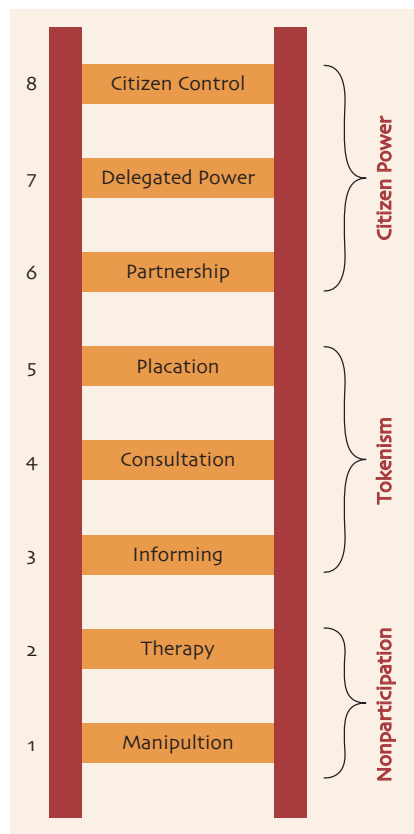 8 Citizen Control
7 Delegated Power
6 Partnership
Citizen Power
5 Placation
4 Consultation
3 Informing
Tokenism
2 Therapy
1 Manipultion
Nonparticipation